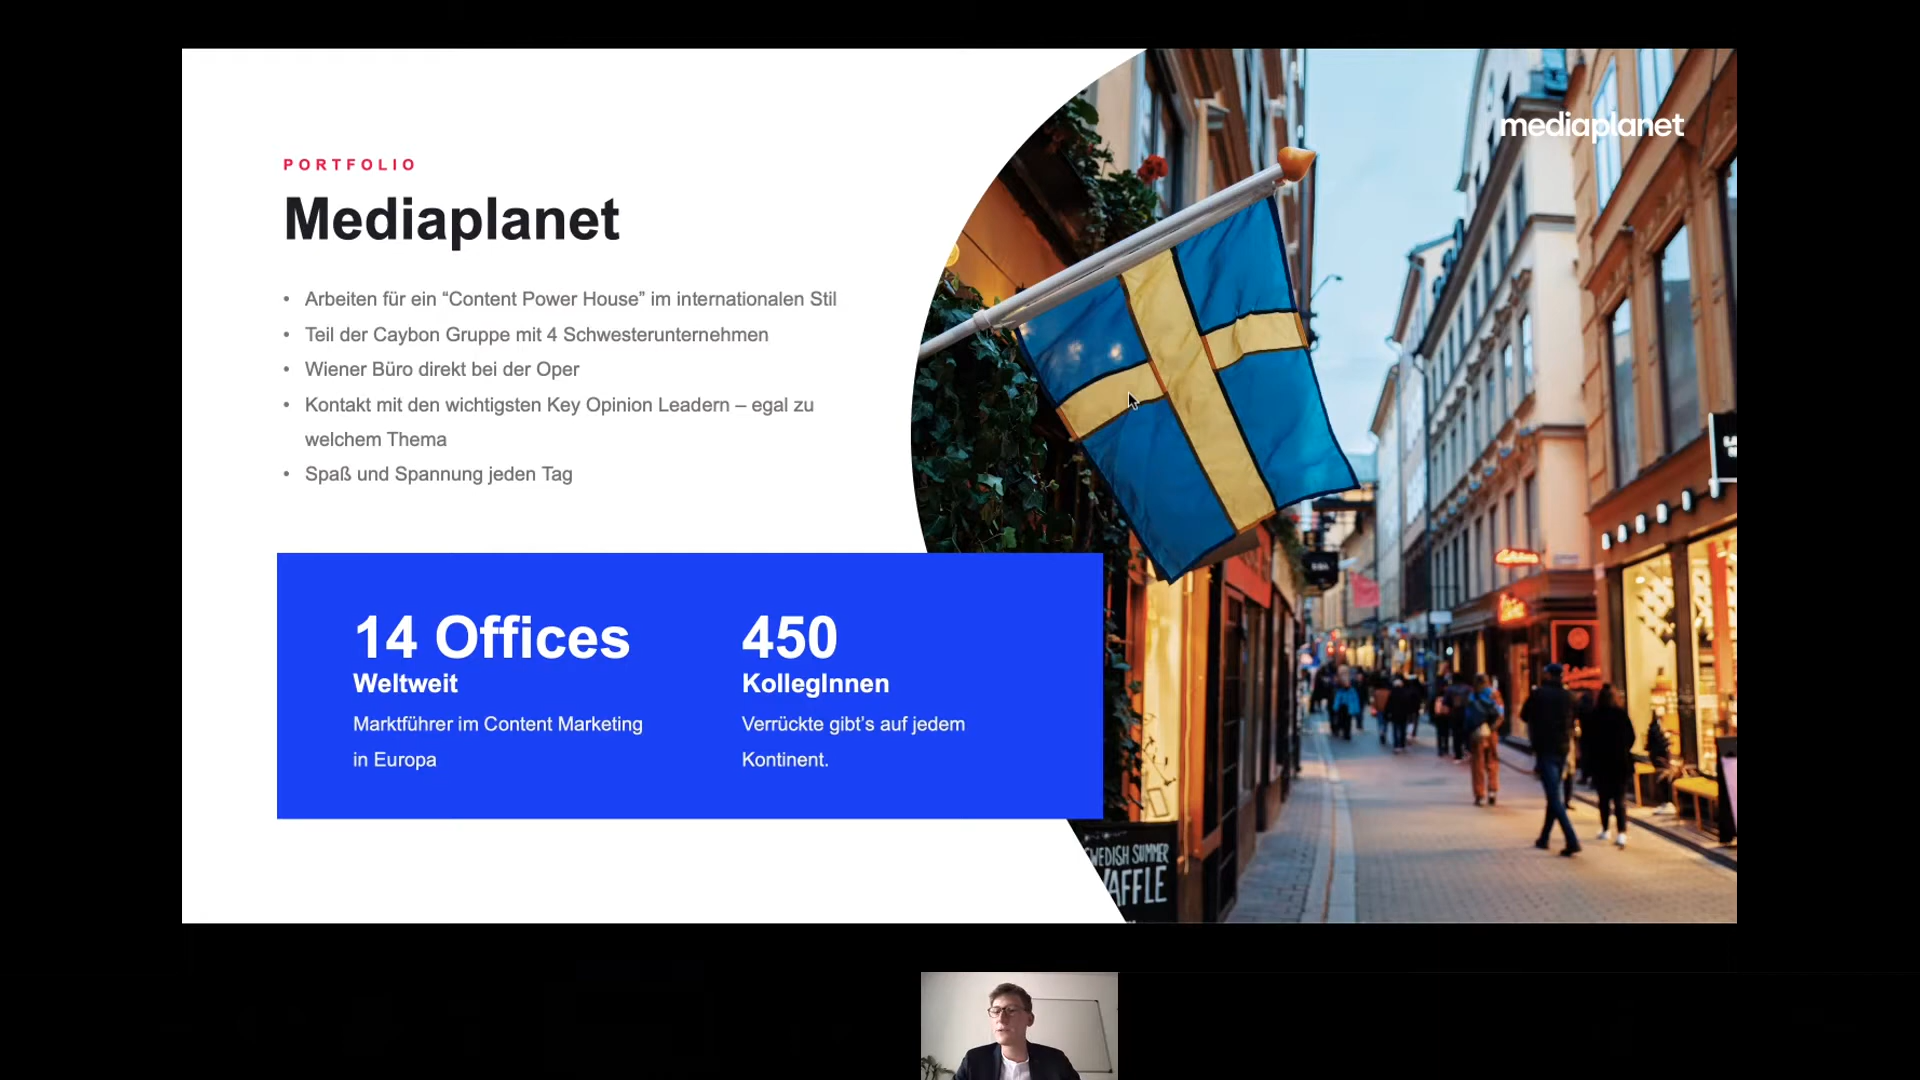 mediaplanet
PORTFOLIO
Mediaplanet
• Arbeiten für ein “Content Power House” im internationalen Stil
• Teil der Caybon Gruppe mit 4 Schwesterunternehmen
• Wiener Büro direkt bei der Oper
• Kontakt mit den wichtigsten Key Opinion Leadern – egal zu
welchem Thema
• Spaß und Spannung jeden Tag
14 Offices
Weltweit
Marktführer im Content Marketing
in Europa
450
KollegInnen
Verrückte gibt’s auf jedem
Kontinent.
SWEDISH SUMMER
WAFFLE